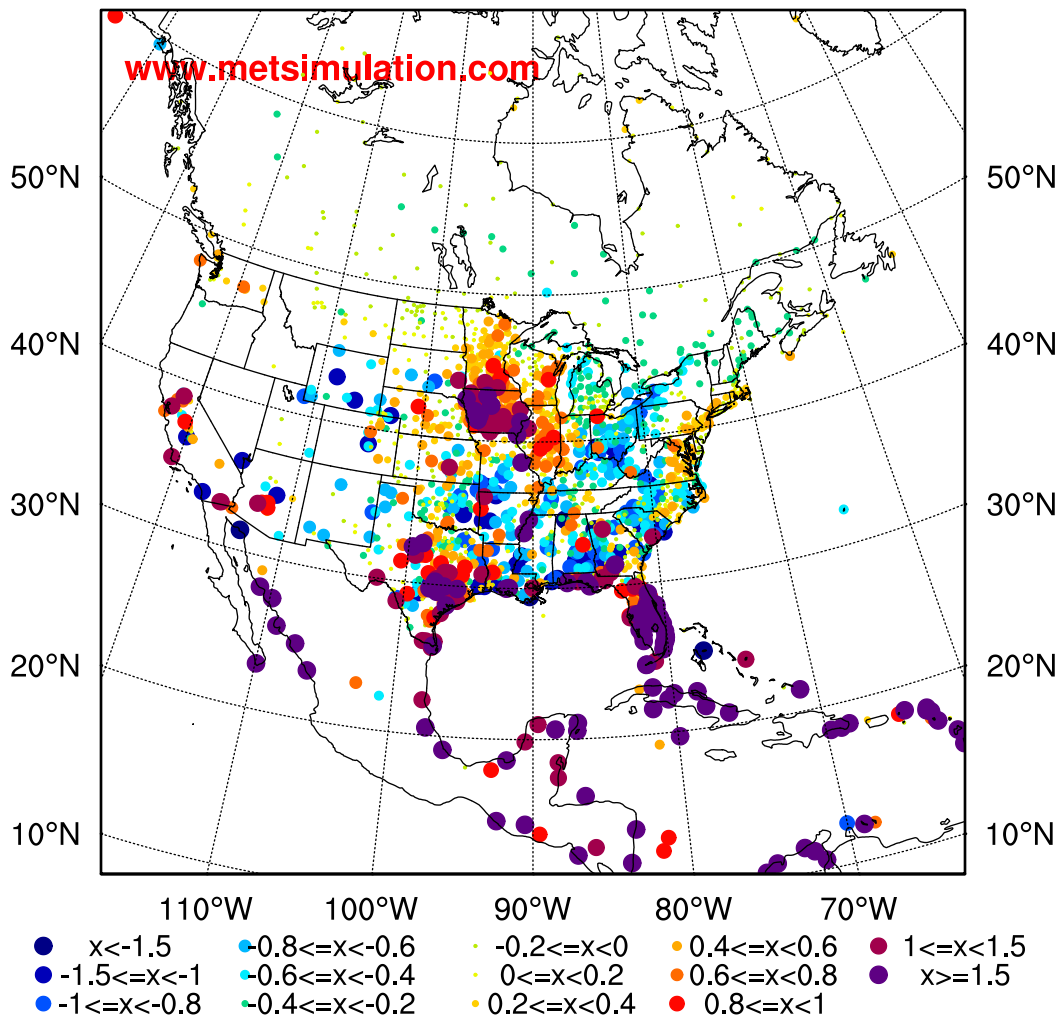 www.metsimulation.com
50°N 50°N
40°N 40°N
30°N 30°N
20°N 20°N
10°N 10°N
110°W 100°W 90°W 80°W 70°W
x<-1.5 -0.8<=x<-0.6 -0.2<=x<0 0.4<=x<0.6 1<=x<1.5
-1.5<=x<-1 -0.6<=x<-0.4 0<=x<0.2 0.6<=x<0.8 x>=1.5
-1<=x<-0.8 -0.4<=x<-0.2 0.2<=x<0.4 0.8<=x<1